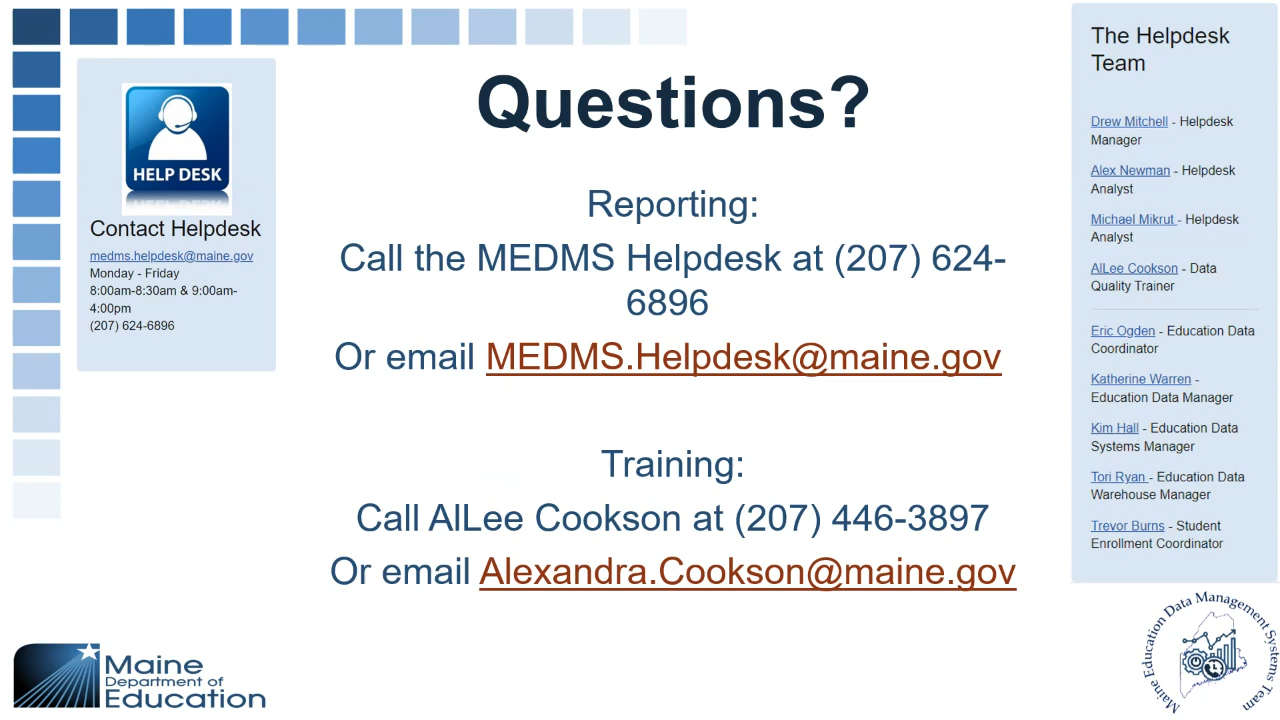 HELP DESK
Contact Helpdesk
medms.helpdesk@maine.gov
Monday - Friday
8:00am-8:30am & 9:00am-
4:00pm
(207) 624-6896
Questions?
Reporting:
Call the MEDMS Helpdesk at (207) 624-
6896
Or email MEDMS.Helpdesk@maine.gov
Training:
Call AlLee Cookson at (207) 446-3897
Or email Alexandra.Cookson@maine.gov
The Helpdesk
Team
Drew Mitchell - Helpdesk
Manager
Alex Newman - Helpdesk
Analyst
Michael Mikrut - Helpdesk
Analyst
AlLee Cookson - Data
Quality Trainer
Eric Ogden - Education Data
Coordinator
Katherine Warren -
Education Data Manager
Kim Hall - Education Data
Systems Manager
Tori Ryan - Education Data
Warehouse Manager
Trevor Burns - Student
Enrollment Coordinator
Maine
Department of
Education
Maine Education Data Management Systems Team